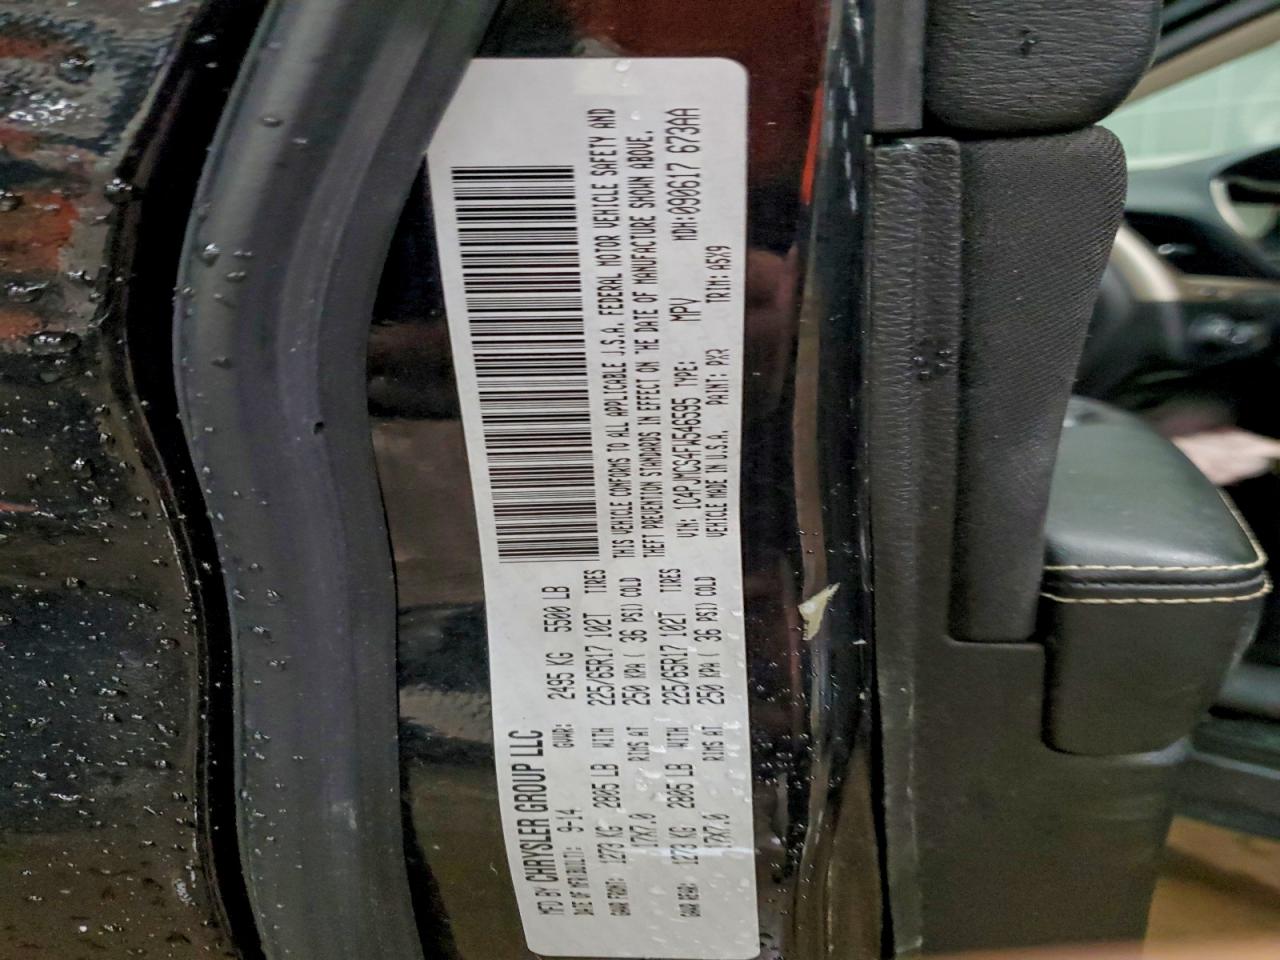 MFD BY CHRYSLER GROUP LLC
DATE OF MFR(BUILT): 9-14 GVWR: 2495 KG 5500 LB
GAWR FRONT: 1273 KG 2805 LB WITH 225/65R17 102T TIRES
17X7.0 RIMS AT 250 KPA ( 36 PSI) COLD
GAWR REAR: 1273 KG 2805 LB WITH 225/65R17 102T TIRES
17X7.0 RIMS AT 250 KPA ( 36 PSI) COLD
THIS VEHICLE CONFORMS TO ALL APPLICABLE U.S.A. FEDERAL MOTOR VEHICLE SAFETY AND
THEFT PREVENTION STANDARDS IN EFFECT ON THE DATE OF MANUFACTURE SHOWN ABOVE.
VIN: 1C4PJMCS4FW546595 TYPE: MPV MDH:090617 673AA
VEHICLE MADE IN U.S.A. PAINT: PXR TRIM: A5X9